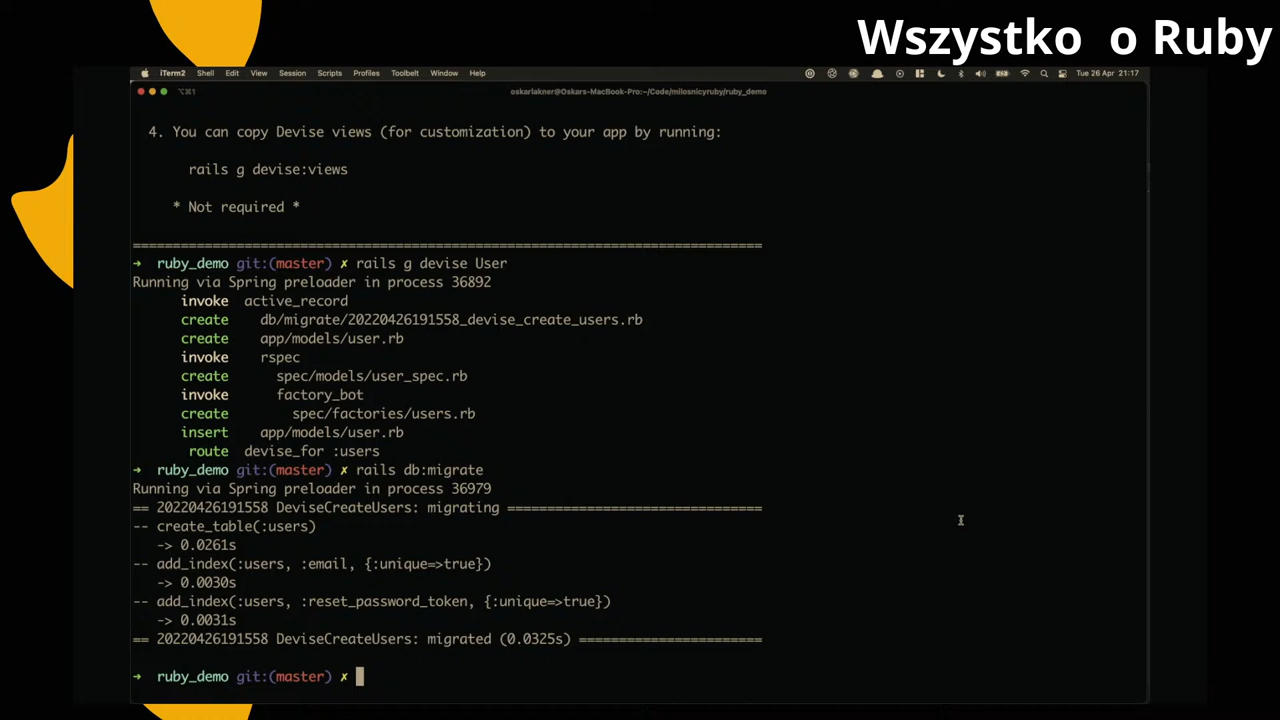 Wszystko o Ruby
iTerm2 Shell Edit View Session Scripts Profiles Toolbelt Window Help Tue 26 Apr 21:17
⌥⌘1 oskarlakner@Oskars-MacBook-Pro:~/Code/milosnicyruby/ruby_demo
4. You can copy Devise views (for customization) to your app by running:
rails g devise:views
* Not required *
===============================================================================
➜ ruby_demo git:(master) ✗ rails g devise User
Running via Spring preloader in process 36892
invoke active_record
create db/migrate/20220426191558_devise_create_users.rb
create app/models/user.rb
invoke rspec
create spec/models/user_spec.rb
invoke factory_bot
create spec/factories/users.rb
insert app/models/user.rb
route devise_for :users
➜ ruby_demo git:(master) ✗ rails db:migrate
Running via Spring preloader in process 36979
== 20220426191558 DeviseCreateUsers: migrating ================================
-- create_table(:users)
-> 0.0261s
-- add_index(:users, :email, {:unique=>true})
-> 0.0030s
-- add_index(:users, :reset_password_token, {:unique=>true})
-> 0.0031s
== 20220426191558 DeviseCreateUsers: migrated (0.0325s) =======================
➜ ruby_demo git:(master) ✗